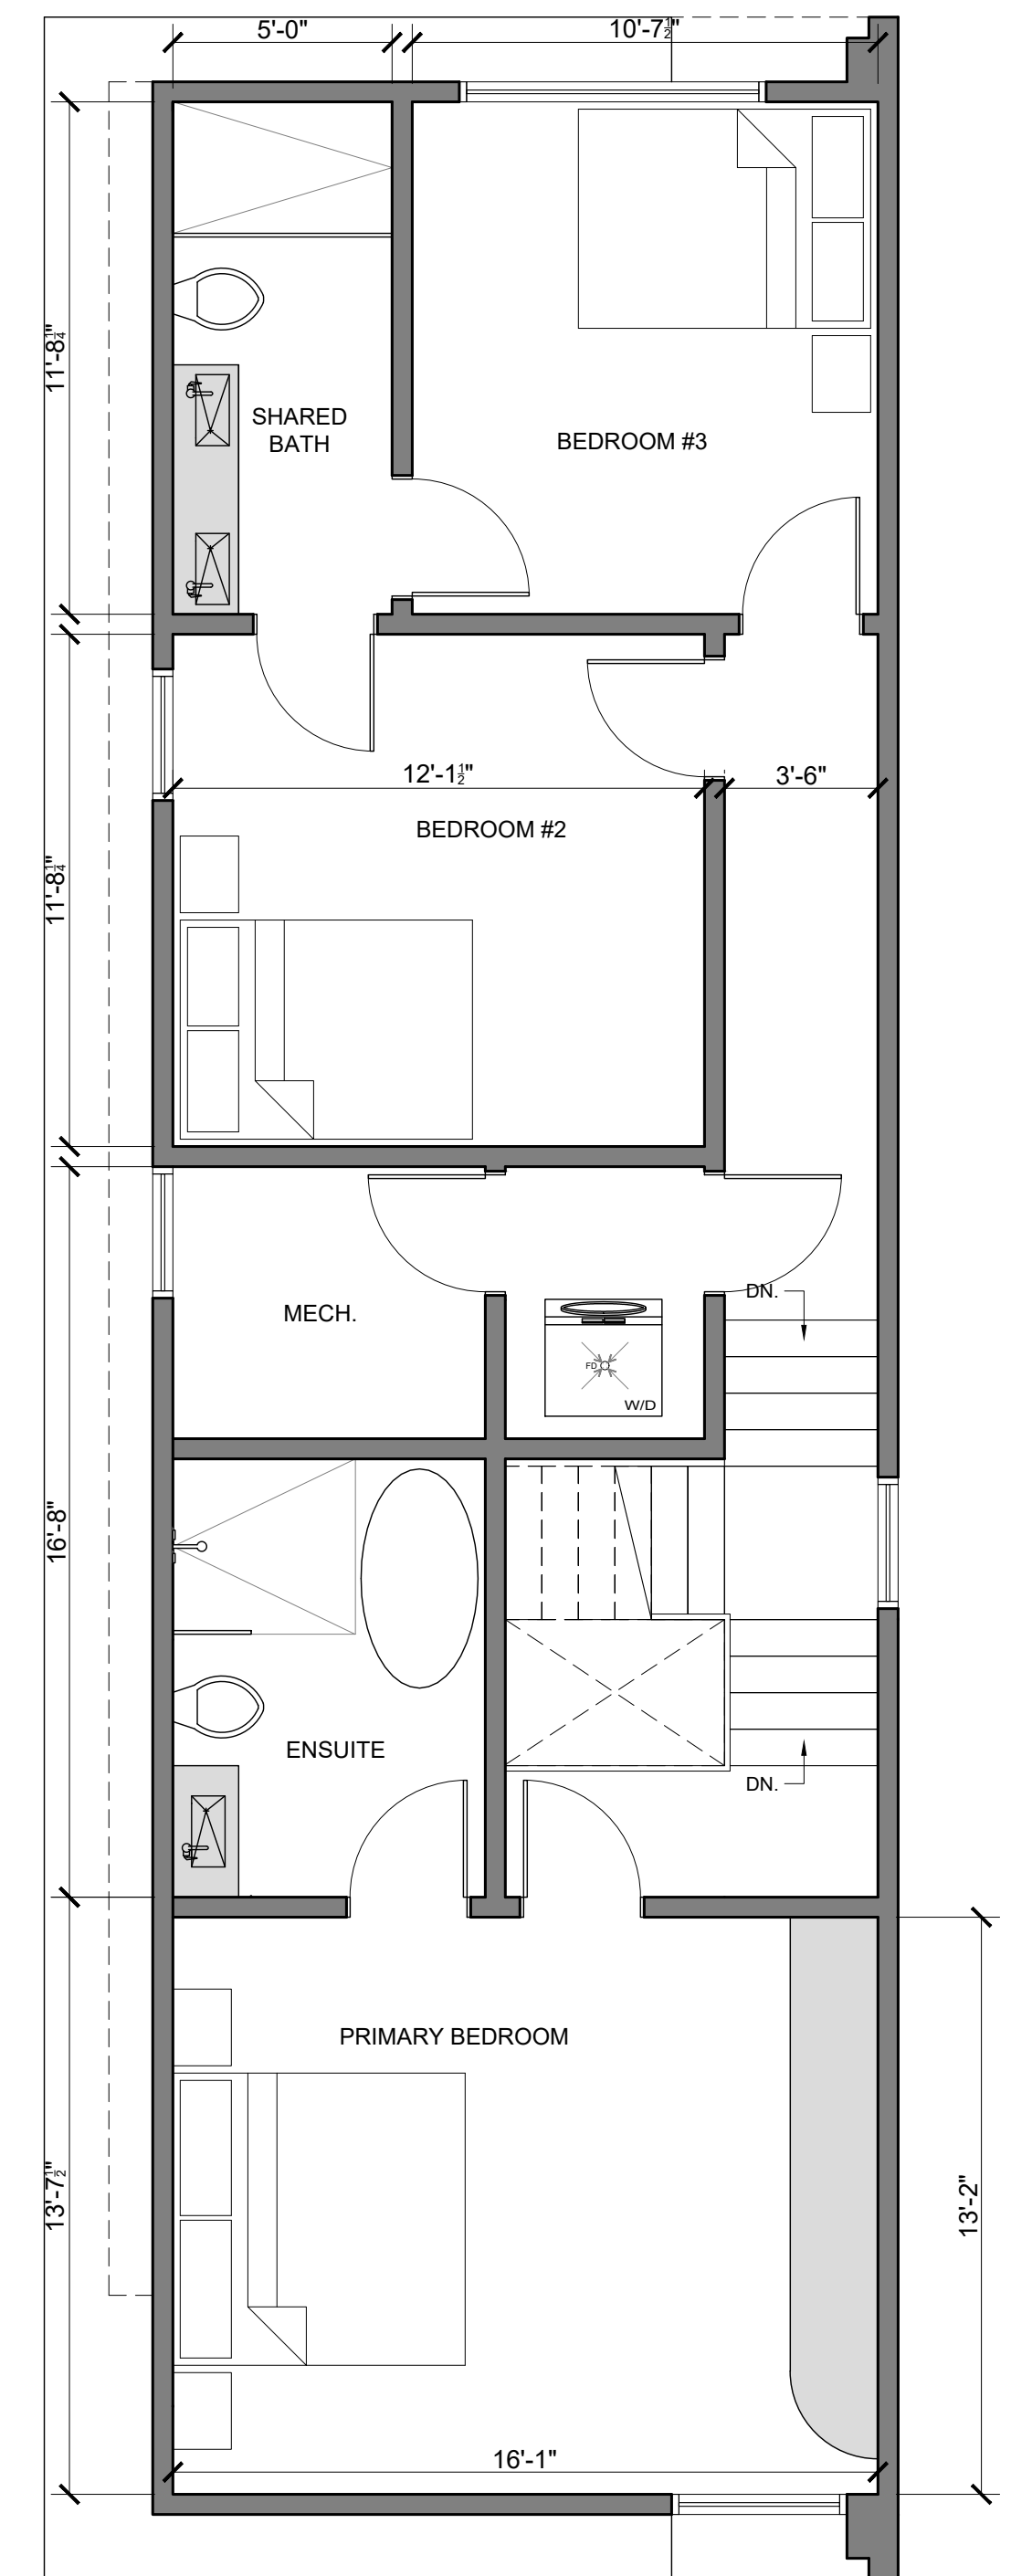 5'-0"
10'-7½"
11'-8¼"
SHARED
BATH
BEDROOM #3
12'-1½"
3'-6"
BEDROOM #2
11'-8¼"
DN.
MECH.
FD
W/D
16'-8"
ENSUITE
DN.
PRIMARY BEDROOM
13'-7½"
13'-2"
16'-1"